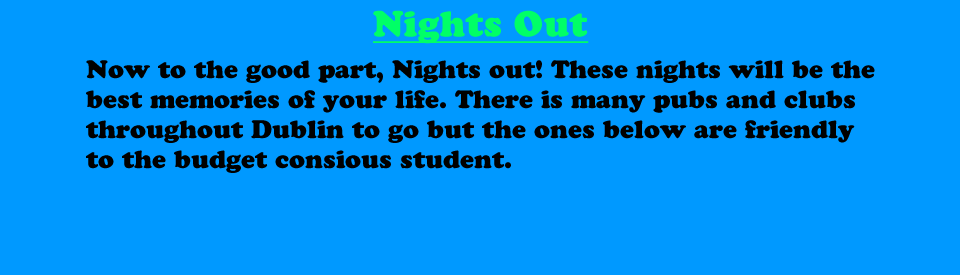 Nights Out
Now to the good part, Nights out! These nights will be the
best memories of your life. There is many pubs and clubs
throughout Dublin to go but the ones below are friendly
to the budget consious student.